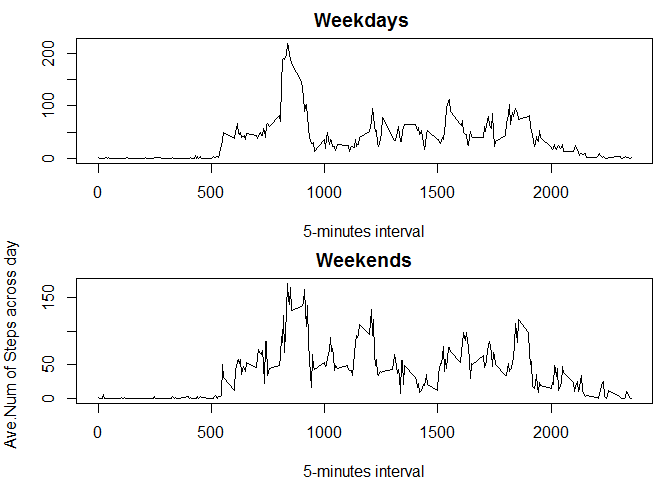 Weekdays
200
100
0
0 500 1000 1500 2000
5-minutes interval
Weekends
Ave.Num of Steps across day
150
50
0
0 500 1000 1500 2000
5-minutes interval